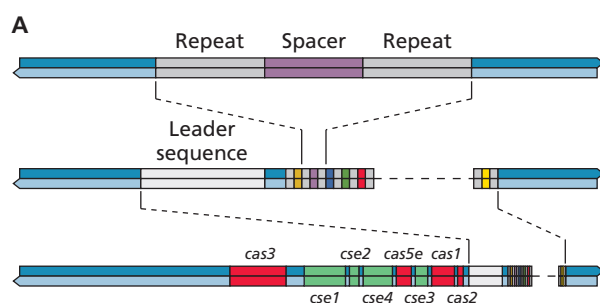 A
Repeat Spacer Repeat
Leader
sequence
cas3 cse2 cas5e cas1
cse1 cse4 cse3 cas2